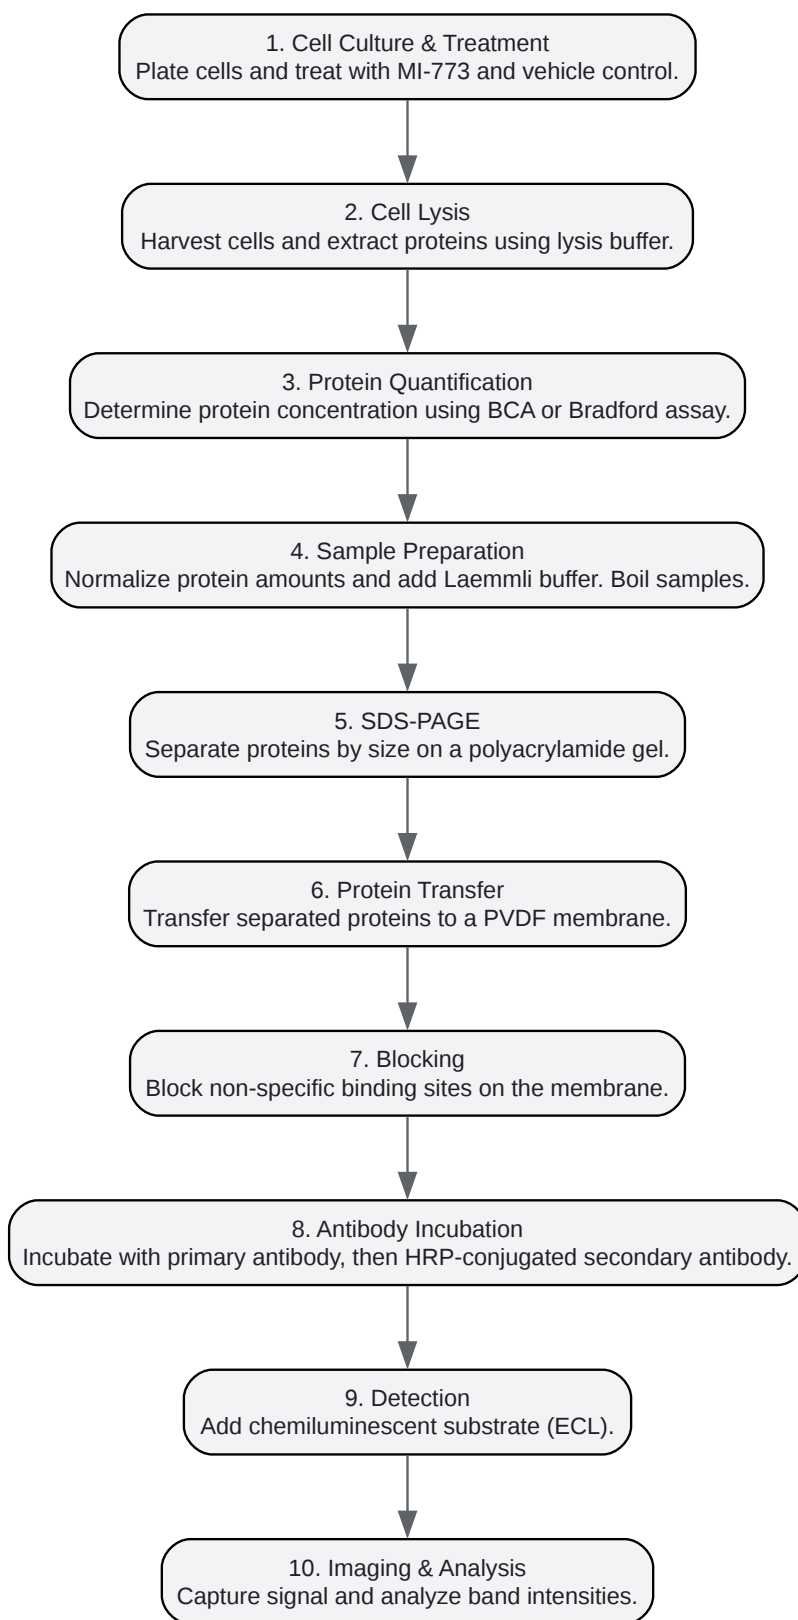 1. Cell Culture & Treatment
Plate cells and treat with MI-773 and vehicle control.
2. Cell Lysis
Harvest cells and extract proteins using lysis buffer.
3. Protein Quantification
Determine protein concentration using BCA or Bradford assay.
4. Sample Preparation
Normalize protein amounts and add Laemmli buffer. Boil samples.
5. SDS-PAGE
Separate proteins by size on a polyacrylamide gel.
6. Protein Transfer
Transfer separated proteins to a PVDF membrane.
7. Blocking
Block non-specific binding sites on the membrane.
8. Antibody Incubation
Incubate with primary antibody, then HRP-conjugated secondary antibody.
9. Detection
Add chemiluminescent substrate (ECL).
10. Imaging & Analysis
Capture signal and analyze band intensities.